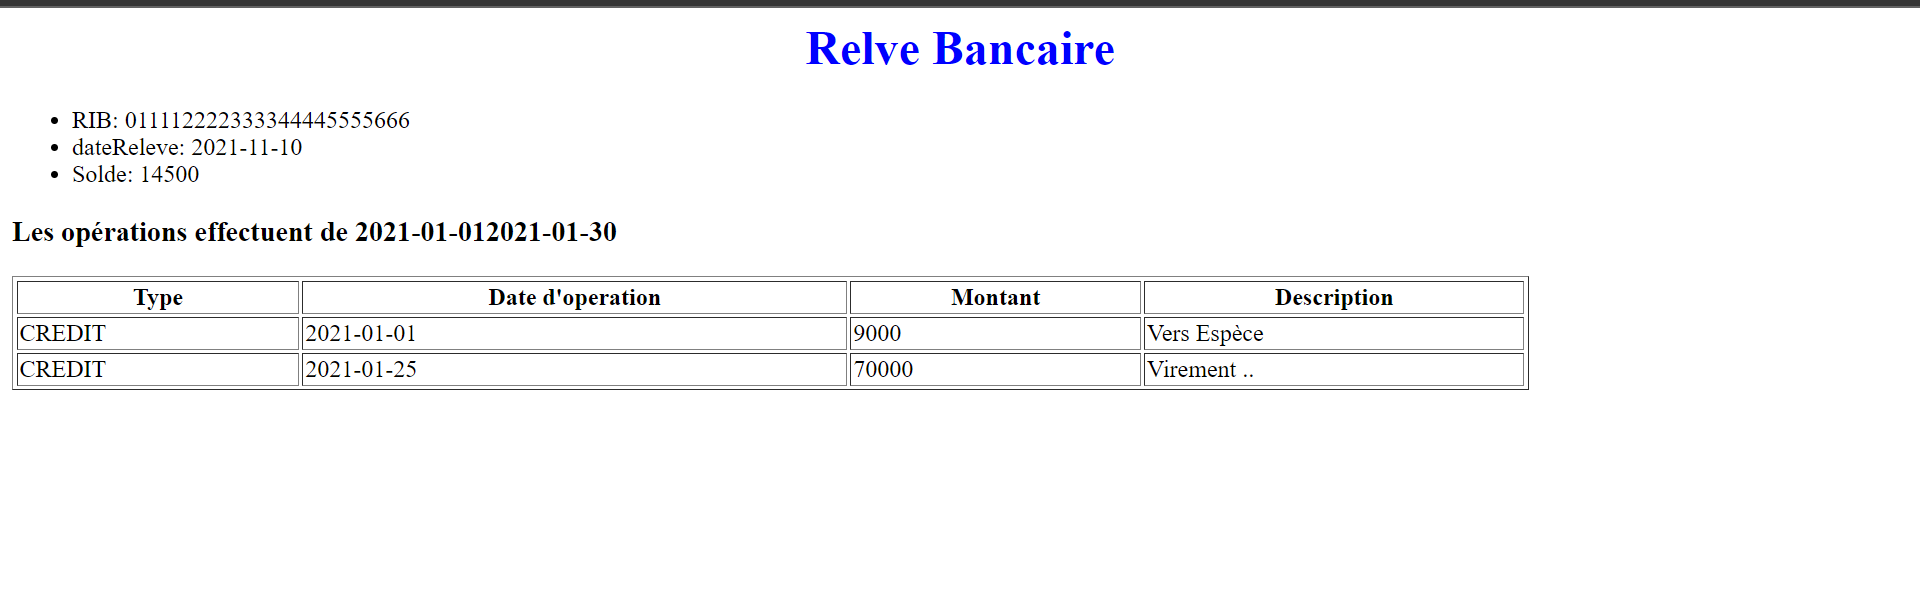 Relve Bancaire
RIB: 011112222333344445555666
dateReleve: 2021-11-10
Solde: 14500
Les opérations effectuent de 2021-01-012021-01-30
Type Date d'operation Montant Description
CREDIT 2021-01-01 9000 Vers Espèce
CREDIT 2021-01-25 70000 Virement ..